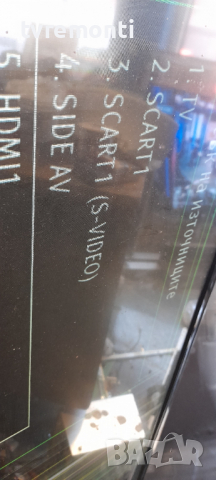 на източниците
1. TV
2. SCART1
3. SCART1 (S-VIDEO)
4. SIDE AV
5. HDMI1
tvremonti
BAZAR